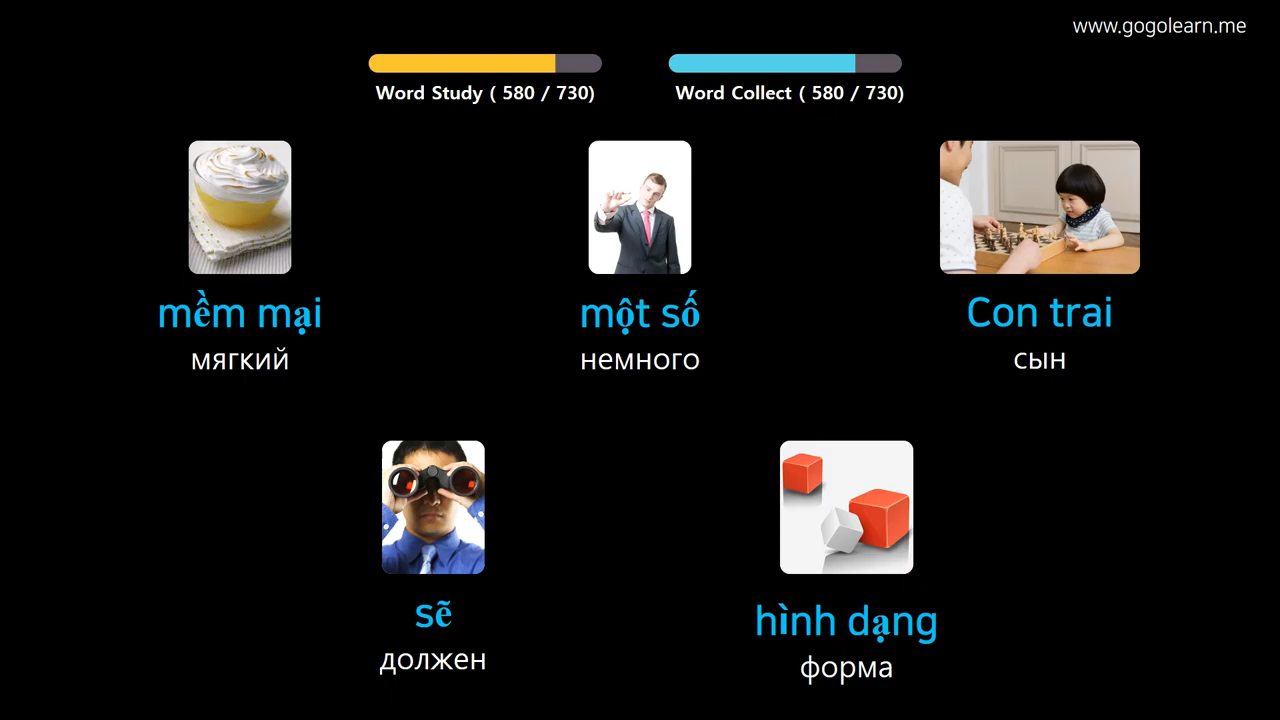 www.gogolearn.me
Word Study ( 580 / 730)
Word Collect ( 580 / 730)
mềm mại
мягкий
một số
немного
Con trai
сын
sẽ
должен
hình dạng
форма